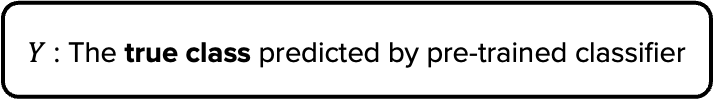 Y : The true class predicted by pre-trained classifier